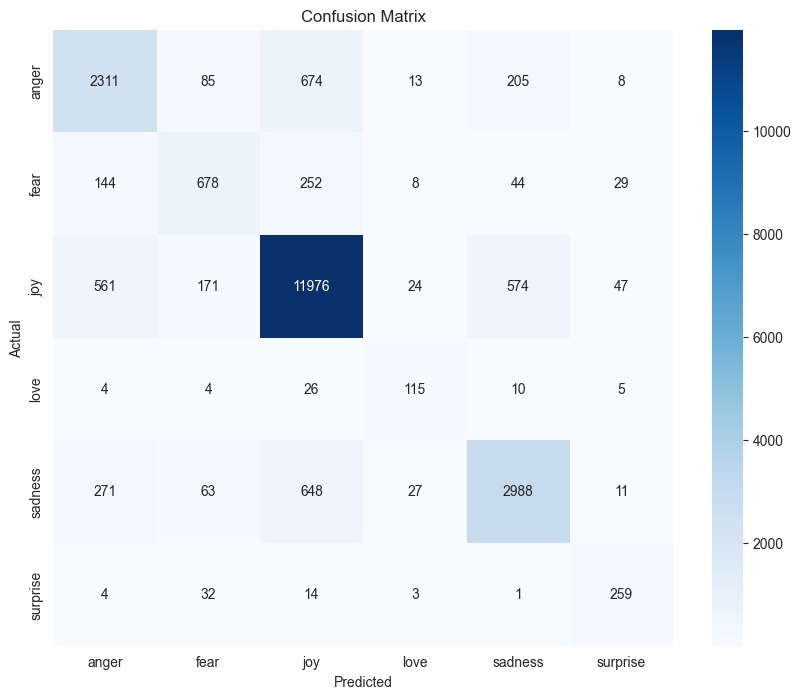 Confusion Matrix
anger 2311 85 674 13 205 8
fear 144 678 252 8 44 29
joy 561 171 11976 24 574 47
love 4 4 26 115 10 5
sadness 271 63 648 27 2988 11
surprise 4 32 14 3 1 259
anger fear joy love sadness surprise
Predicted
Actual
10000
8000
6000
4000
2000